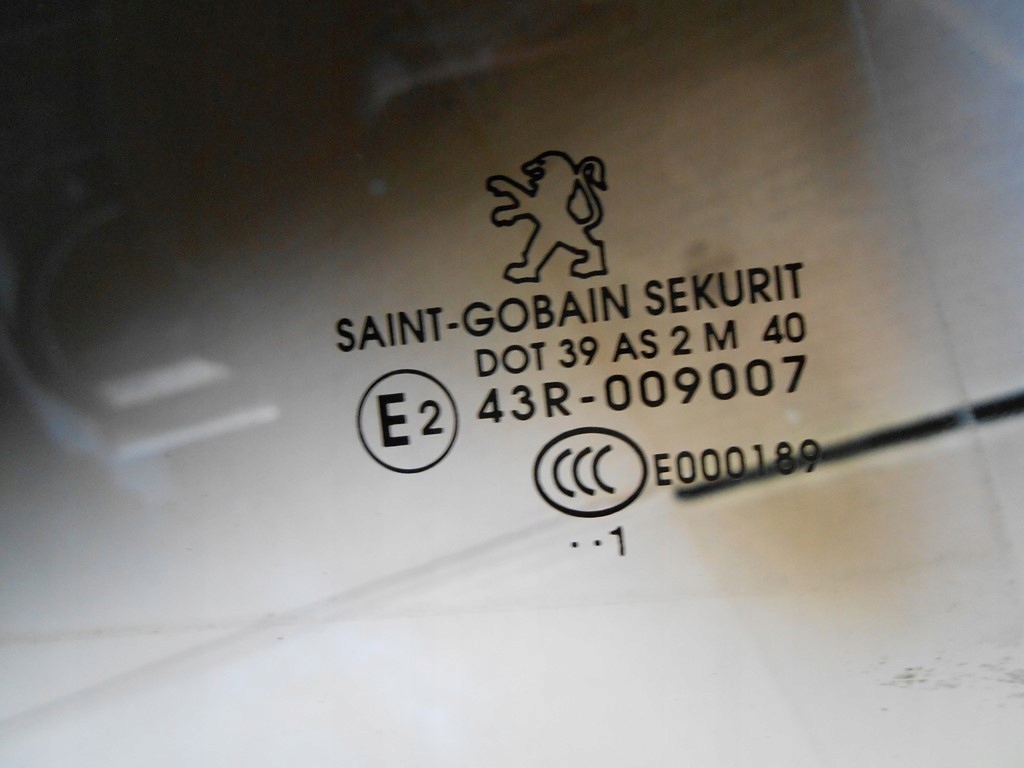 SAINT-GOBAIN SEKURIT
DOT 39 AS 2 M 40
E2 43R-009007
CCC E000189
··1